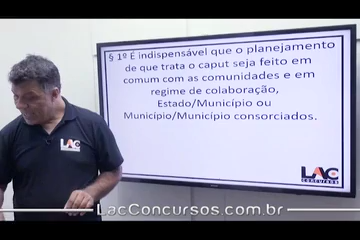 § 1º É indispensável que o planejamento
de que trata o caput seja feito em
comum com as comunidades e em
regime de colaboração,
Estado/Município ou
Município/Município consorciados.
LAC
CONCURSOS
LAC
LacConcursos.com.br